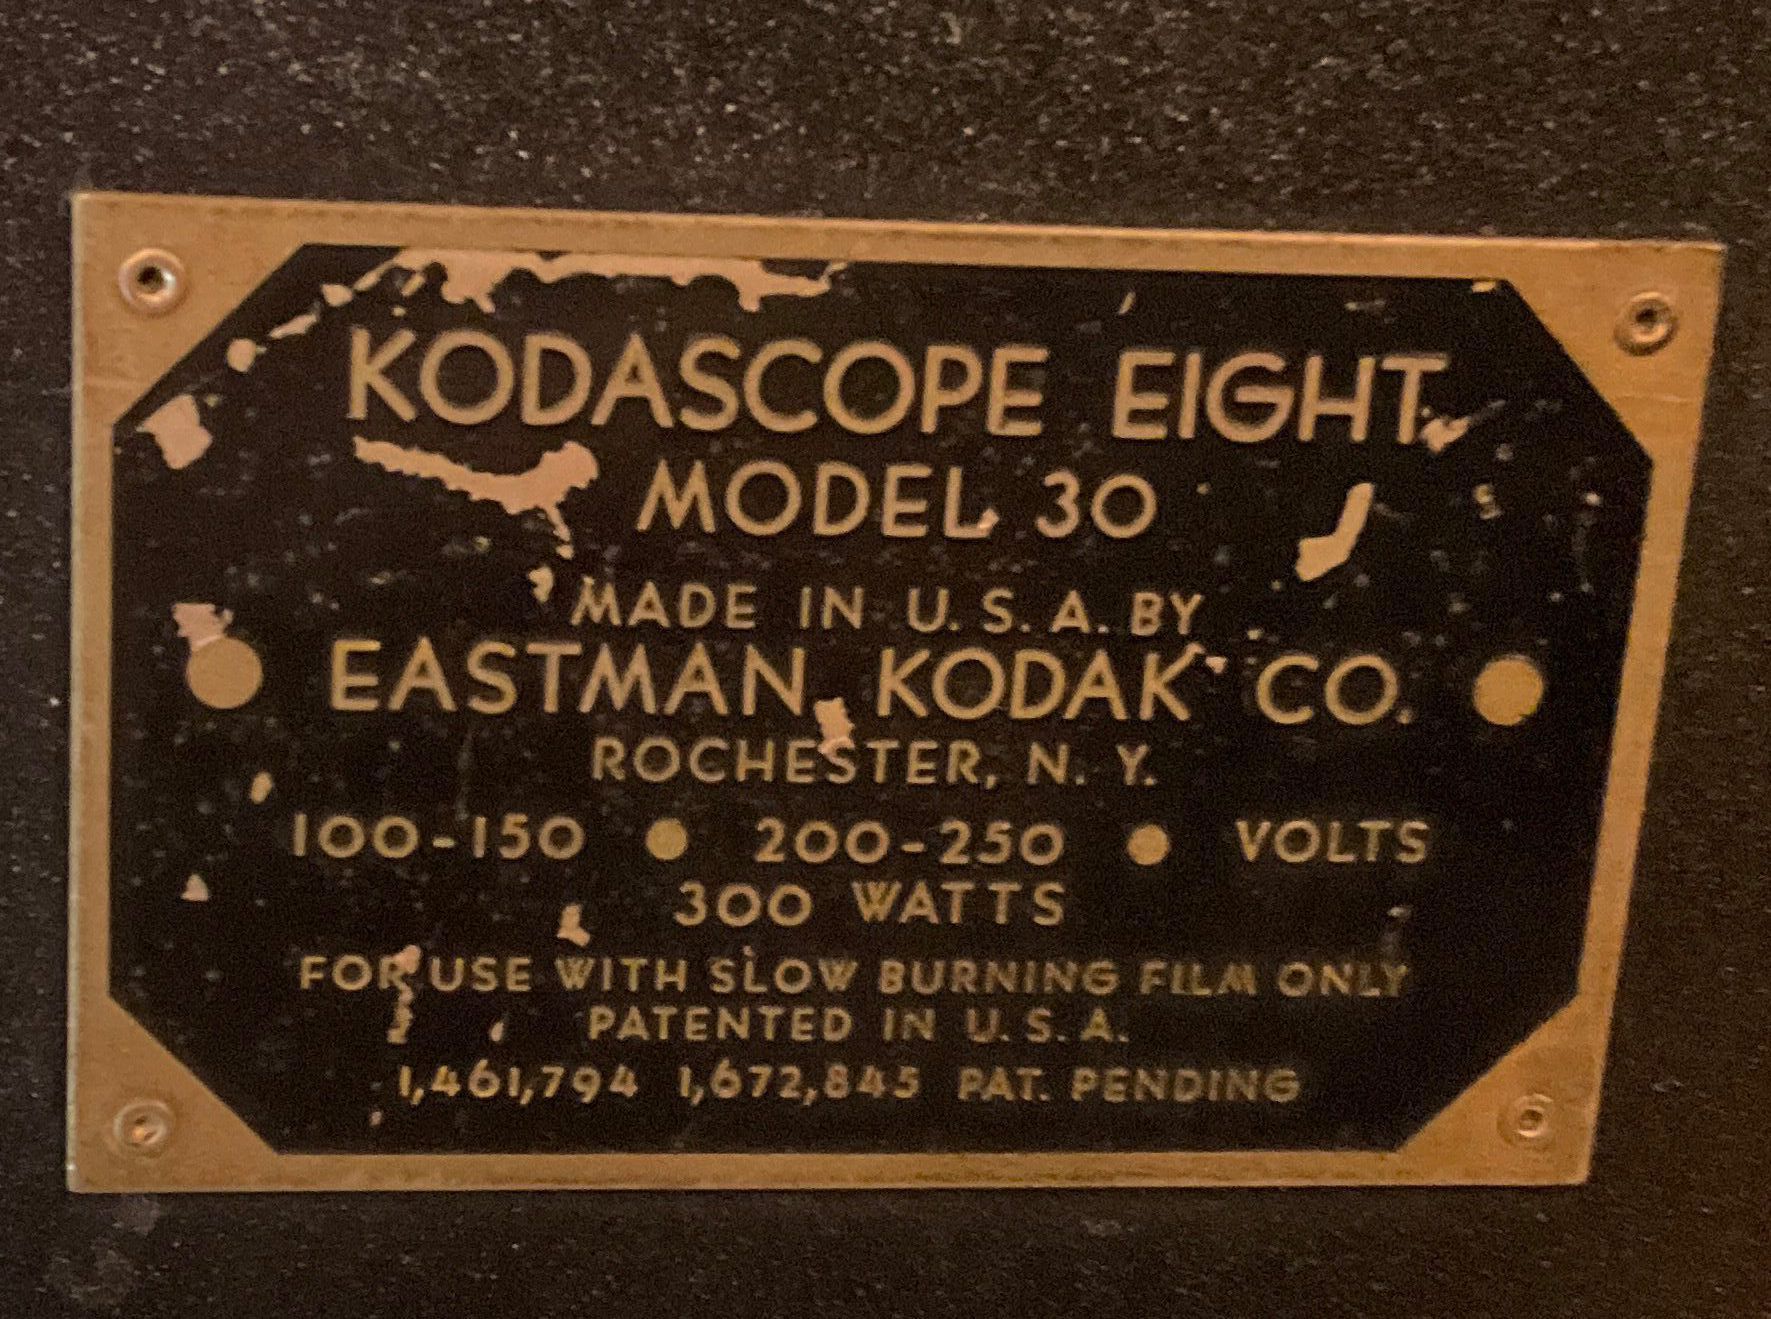 KODASCOPE EIGHT
MODEL 30
MADE IN U.S.A. BY
EASTMAN KODAK CO.
ROCHESTER, N. Y.
100-150 • 200-250 • VOLTS
300 WATTS
FOR USE WITH SLOW BURNING FILM ONLY
PATENTED IN U.S.A.
1,461,794 1,672,845 PAT. PENDING